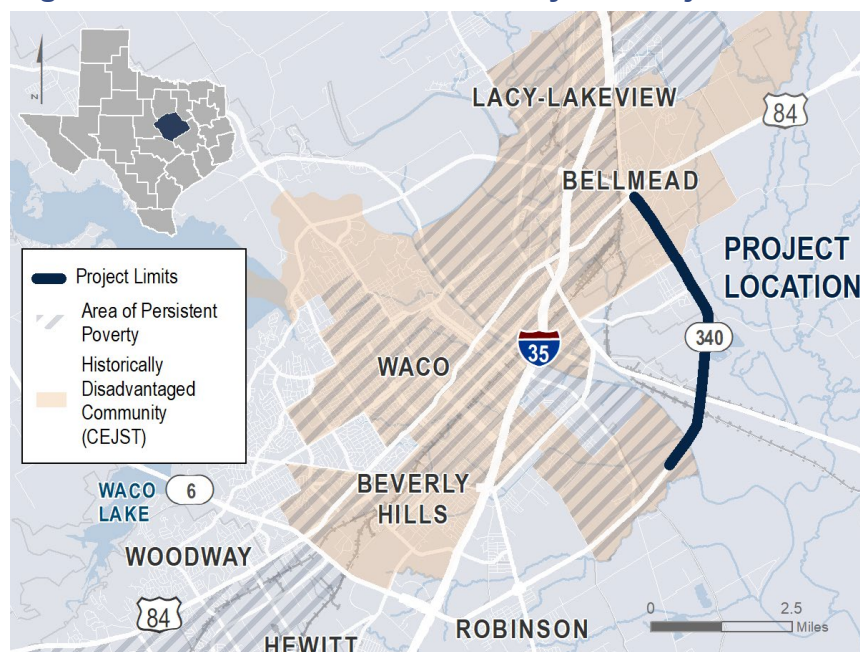 N
LACY-LAKEVIEW
84
BELLMEAD
PROJECT
LOCATION
Project Limits
Area of Persistent
Poverty
Historically
Disadvantaged
Community
(CEJST)
340
35
WACO
WACO
LAKE
6
BEVERLY
HILLS
WOODWAY
84
HEWITT
ROBINSON
0
2.5
Miles